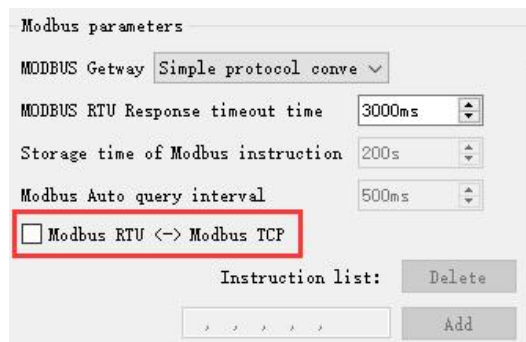 Modbus parameters
MODBUS Getway Simple protocol conve
MODBUS RTU Response timeout time 3000ms
Storage time of Modbus instruction 200s
Modbus Auto query interval 500ms
Modbus RTU <-> Modbus TCP
Instruction list: Delete
, , , , , Add